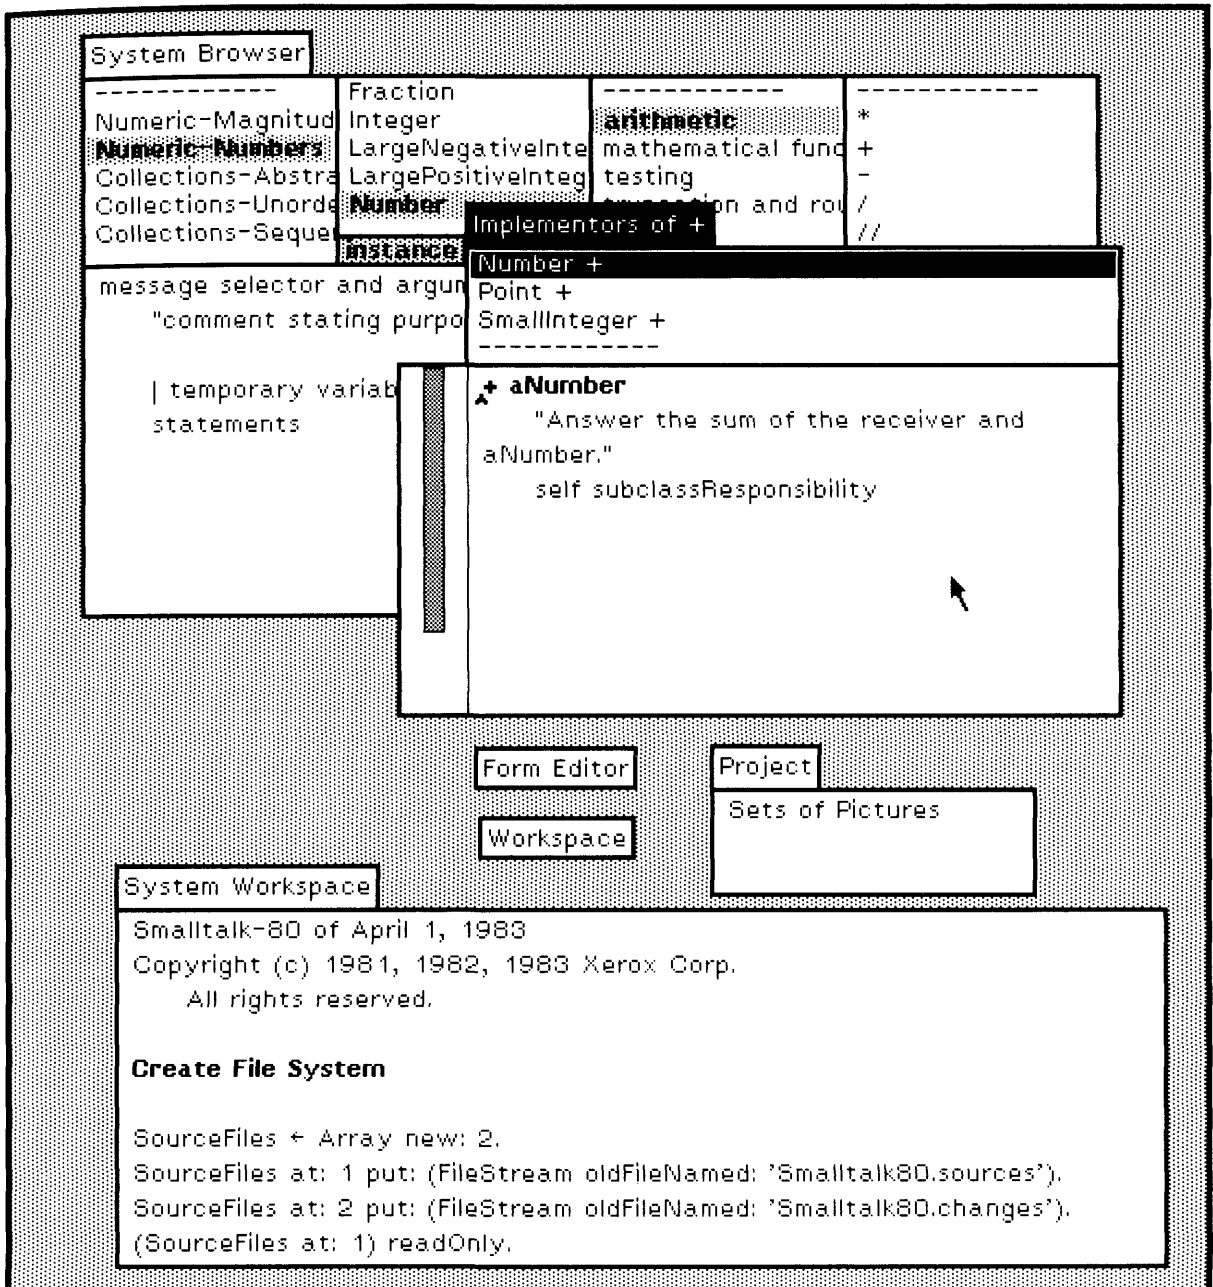 System Browser
------------
Numeric-Magnitud
Numeric-Numbers
Collections-Abstra
Collections-Unorde
Collections-Seque
Fraction
Integer
LargeNegativeInte
LargePositiveInteg
Number
instance
------------
arithmetic
mathematical func
testing
truncation and rou
------------
*
+
-
/
//
message selector and argum
"comment stating purpo
| temporary variab
statements
Implementors of +
Number +
Point +
SmallInteger +
------------
+ aNumber
"Answer the sum of the receiver and
aNumber."
self subclassResponsibility
Form Editor
Workspace
Project
Sets of Pictures
System Workspace
Smalltalk-80 of April 1, 1983
Copyright (c) 1981, 1982, 1983 Xerox Corp.
All rights reserved.
Create File System
SourceFiles ← Array new: 2.
SourceFiles at: 1 put: (FileStream oldFileNamed: 'Smalltalk80.sources').
SourceFiles at: 2 put: (FileStream oldFileNamed: 'Smalltalk80.changes').
(SourceFiles at: 1) readOnly.